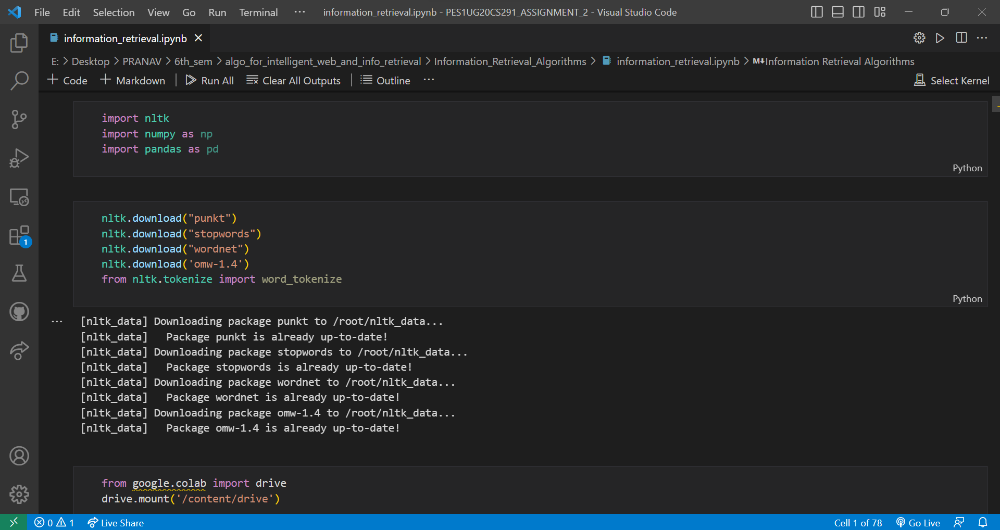 File Edit Selection View Go Run Terminal ··· information_retrieval.ipynb - PES1UG20CS291_ASSIGNMENT_2 - Visual Studio Code
information_retrieval.ipynb
E: > Desktop > PRANAV > 6th_sem > algo_for_intelligent_web_and_info_retrieval > Information_Retrieval_Algorithms > information_retrieval.ipynb > M↓Information Retrieval Algorithms
+ Code + Markdown | Run All Clear All Outputs | Outline ··· Select Kernel
import nltk
import numpy as np
import pandas as pd
Python
nltk.download("punkt")
nltk.download("stopwords")
nltk.download("wordnet")
nltk.download('omw-1.4')
from nltk.tokenize import word_tokenize
Python
[nltk_data] Downloading package punkt to /root/nltk_data...
[nltk_data]   Package punkt is already up-to-date!
[nltk_data] Downloading package stopwords to /root/nltk_data...
[nltk_data]   Package stopwords is already up-to-date!
[nltk_data] Downloading package wordnet to /root/nltk_data...
[nltk_data]   Package wordnet is already up-to-date!
[nltk_data] Downloading package omw-1.4 to /root/nltk_data...
[nltk_data]   Package omw-1.4 is already up-to-date!
1
from google.colab import drive
drive.mount('/content/drive')
0 1 Live Share Cell 1 of 78 Go Live